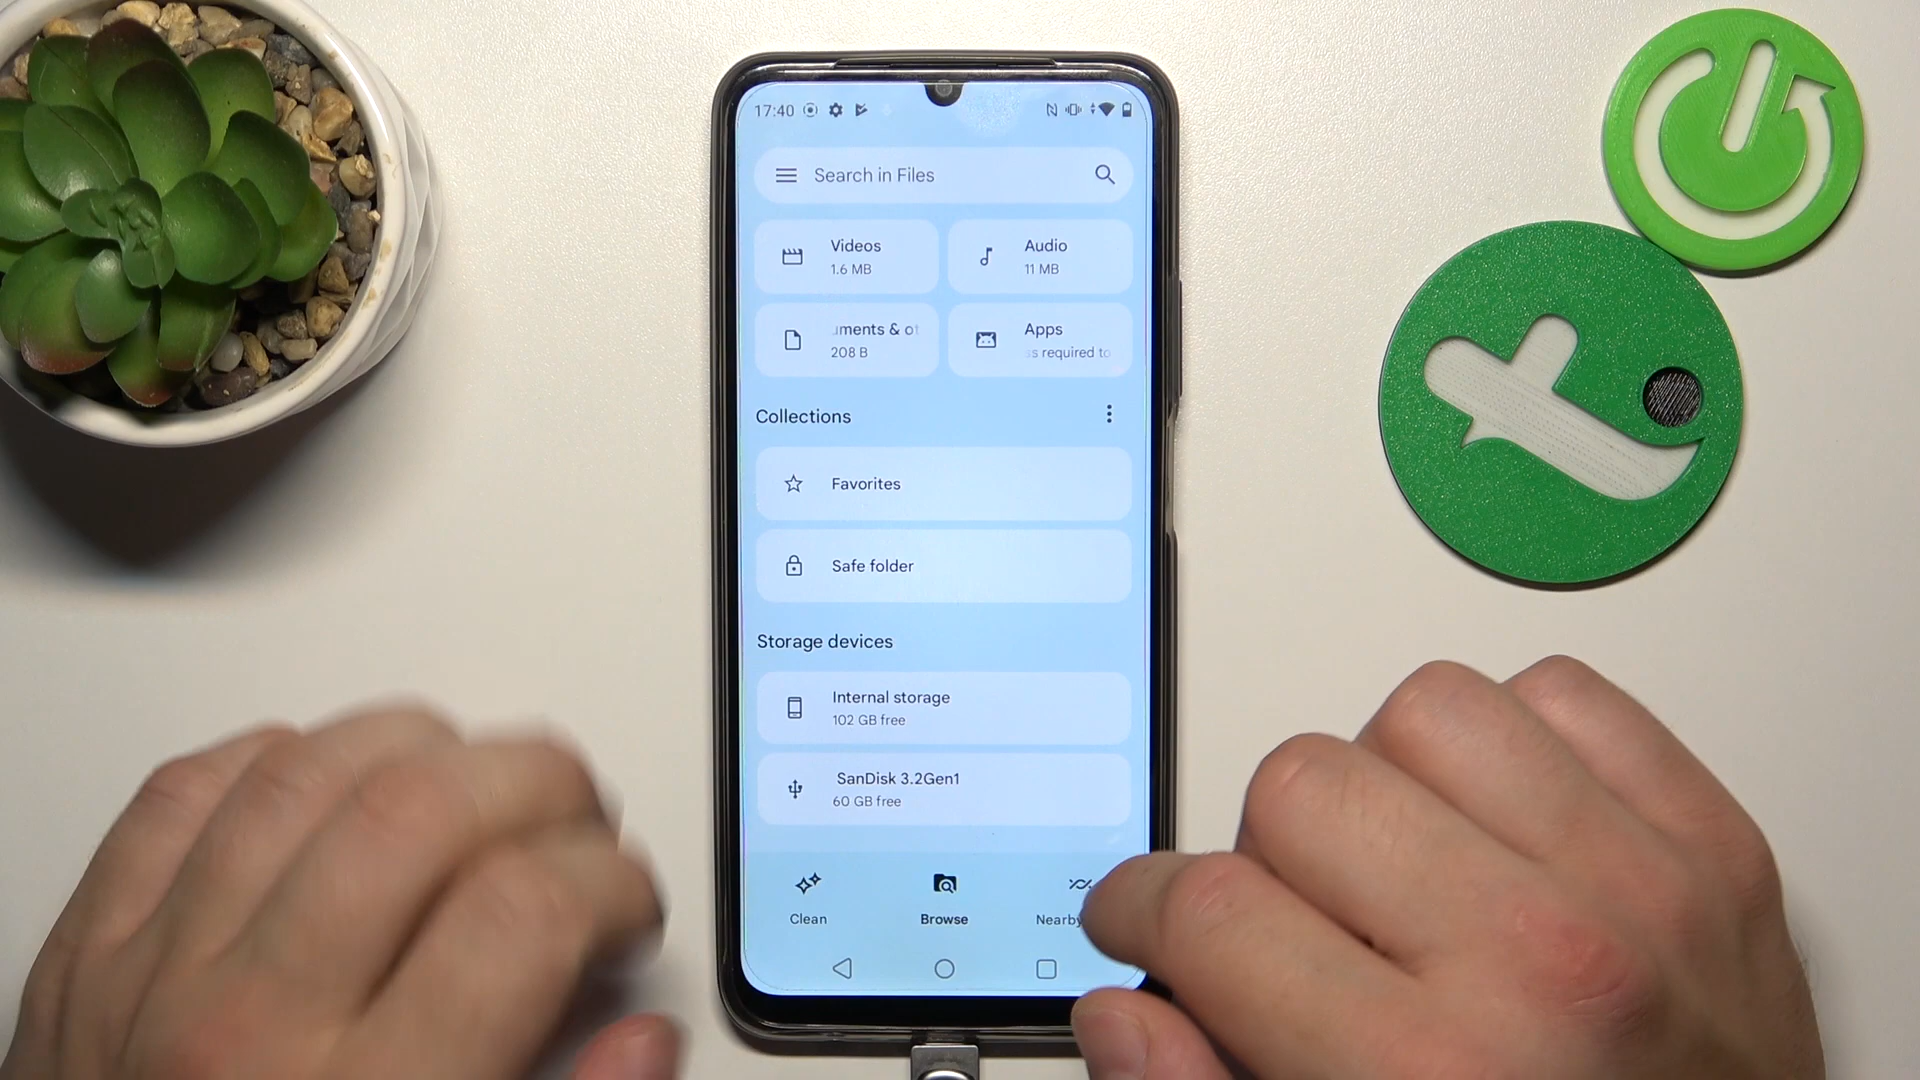 17:40
Search in Files
Videos
1.6 MB
Audio
11 MB
uments & ot
208 B
Apps
ss required to
Collections
Favorites
Safe folder
Storage devices
Internal storage
102 GB free
SanDisk 3.2Gen1
60 GB free
Clean
Browse
Nearby